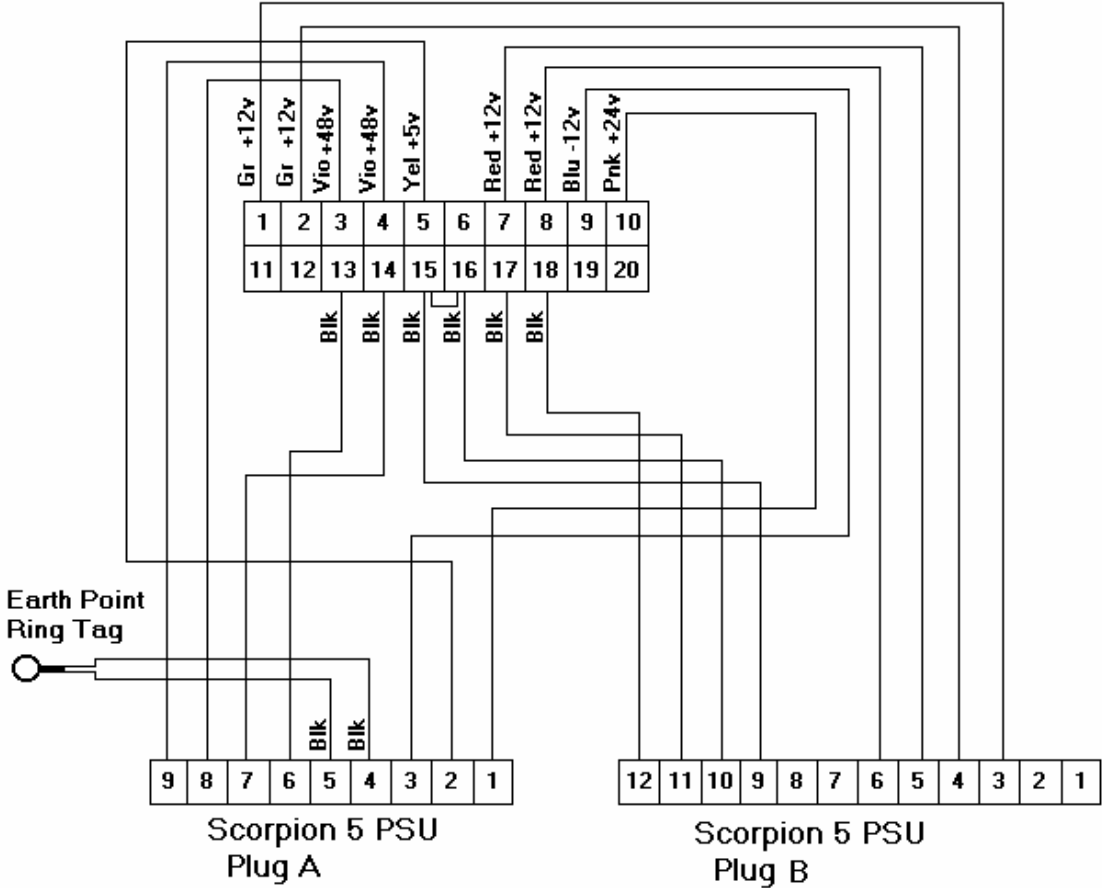 Gr +12v
Gr +12v
Vio +48v
Vio +48v
Yel +5v
Red +12v
Red +12v
Blu -12v
Pnk +24v
1 2 3 4 5 6 7 8 9 10
11 12 13 14 15 16 17 18 19 20
Blk
Blk
Blk
Blk
Blk
Blk
Earth Point
Ring Tag
Blk
Blk
9 8 7 6 5 4 3 2 1
Scorpion 5 PSU
Plug A
12 11 10 9 8 7 6 5 4 3 2 1
Scorpion 5 PSU
Plug B